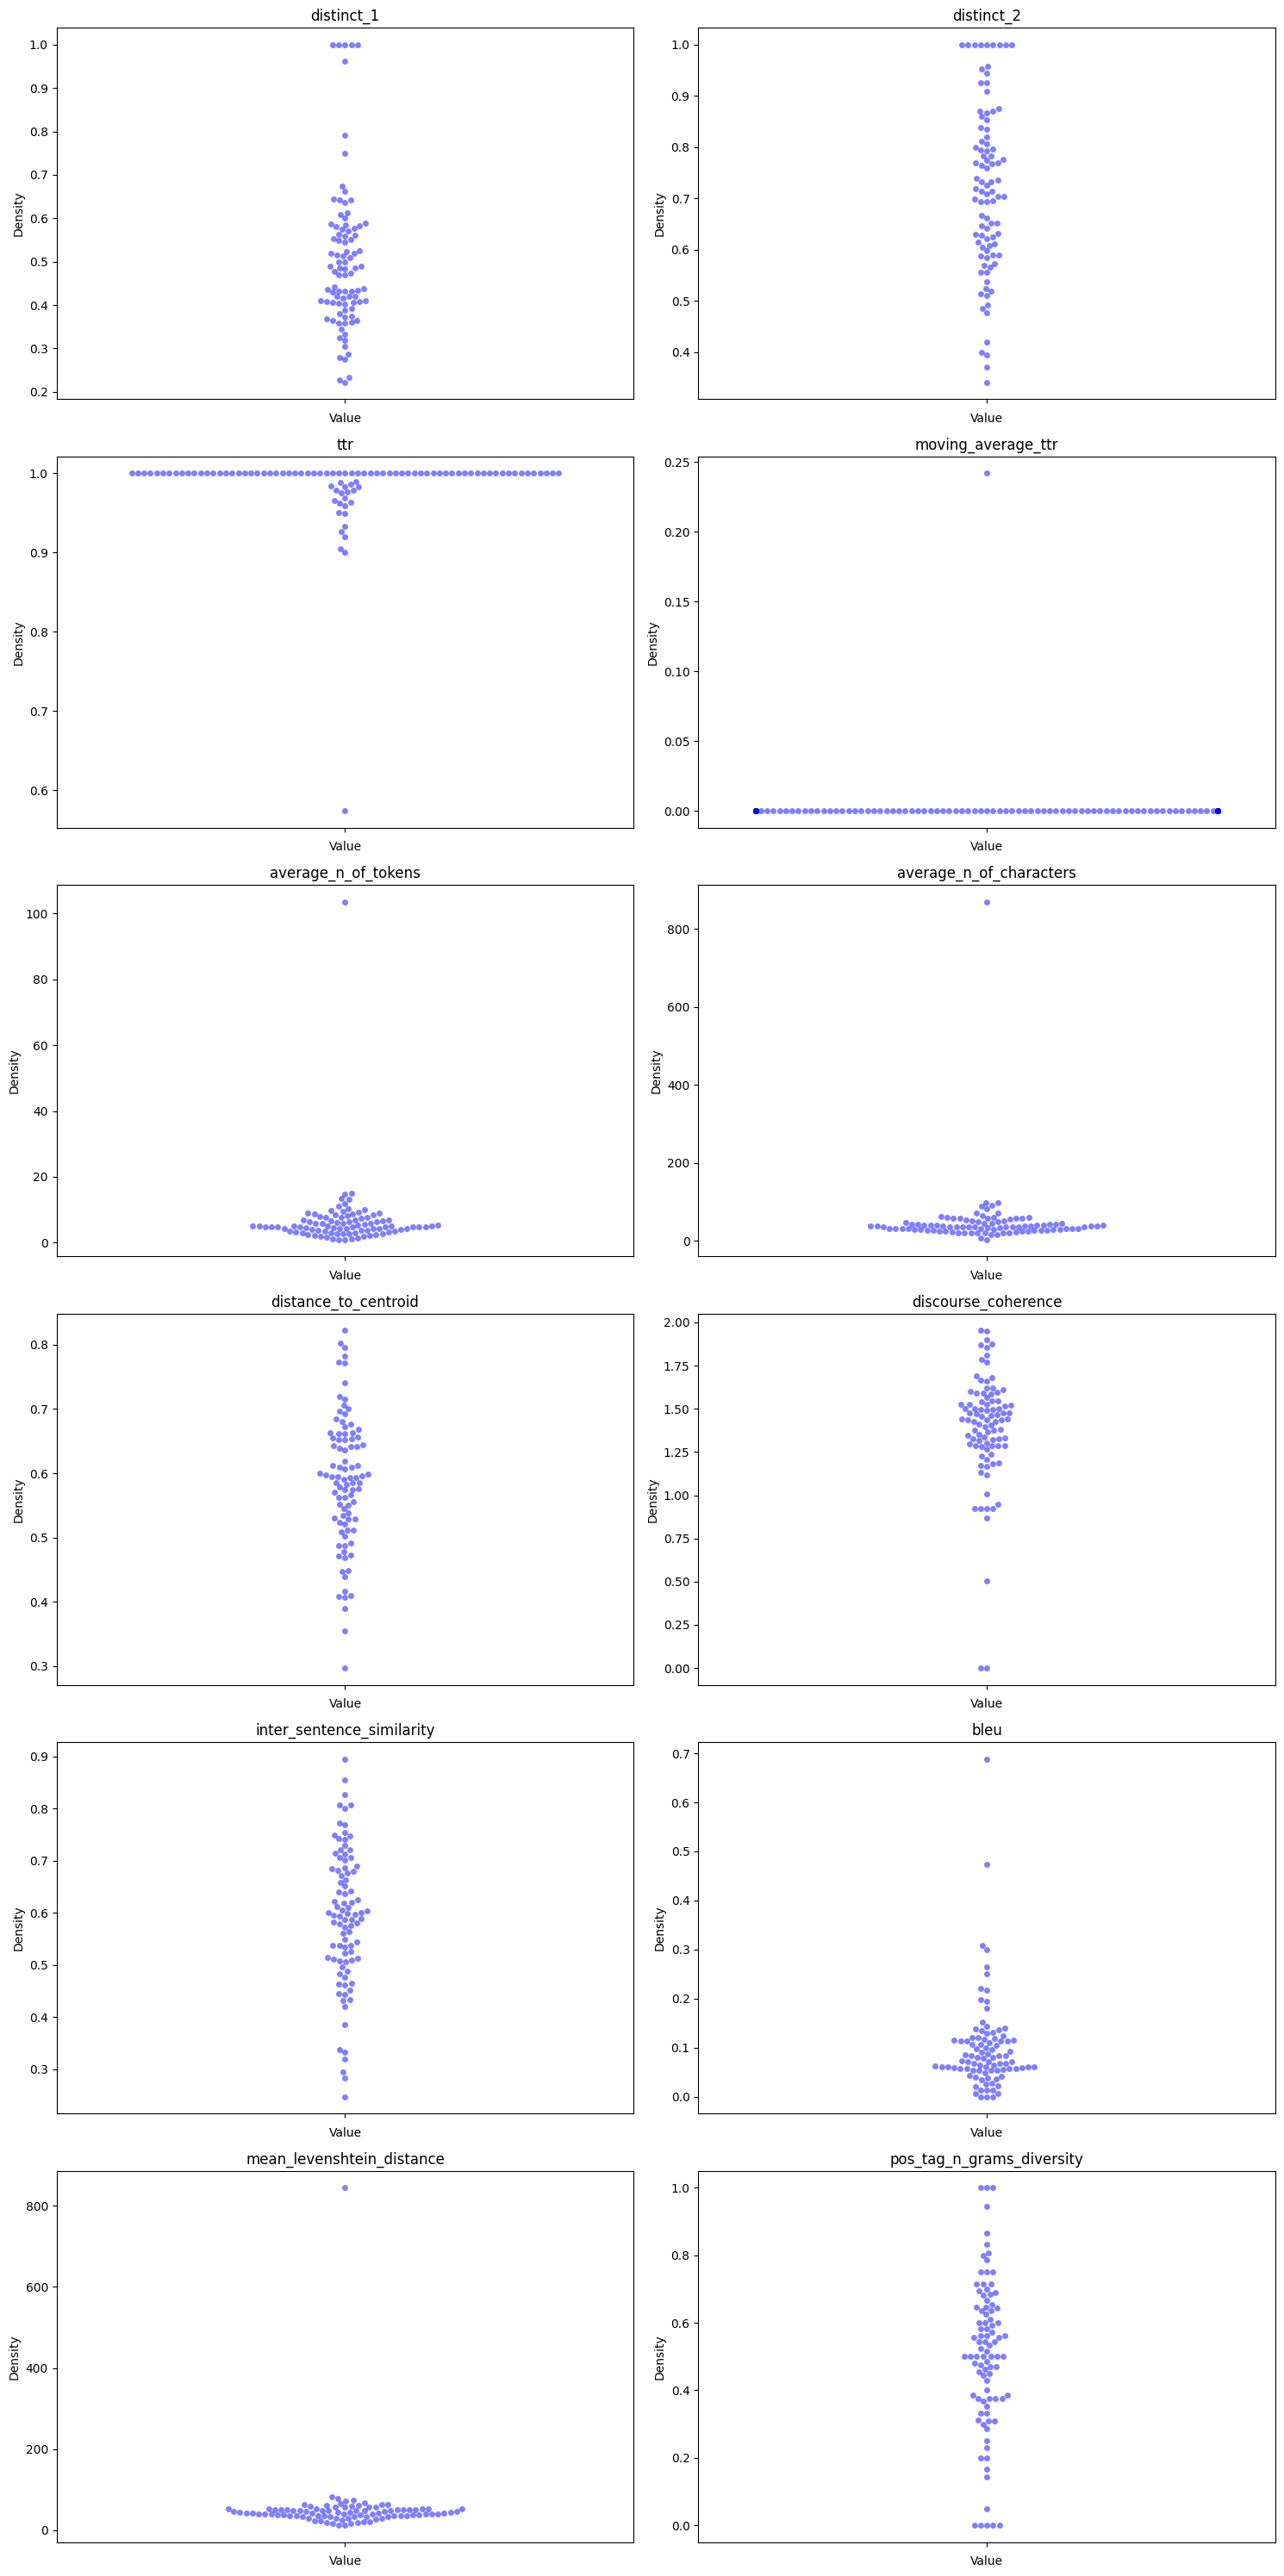 distinct_1
1.0
0.9
0.8
0.7
0.6
0.5
0.4
0.3
0.2
Density
Value
distinct_2
1.0
0.9
0.8
0.7
0.6
0.5
0.4
Density
Value
ttr
1.0
0.9
0.8
0.7
0.6
Density
Value
moving_average_ttr
0.25
0.20
0.15
0.10
0.05
0.00
Density
Value
average_n_of_tokens
100
80
60
40
20
0
Density
Value
average_n_of_characters
800
600
400
200
0
Density
Value
distance_to_centroid
0.8
0.7
0.6
0.5
0.4
0.3
Density
Value
discourse_coherence
2.00
1.75
1.50
1.25
1.00
0.75
0.50
0.25
0.00
Density
Value
inter_sentence_similarity
0.9
0.8
0.7
0.6
0.5
0.4
0.3
Density
Value
bleu
0.7
0.6
0.5
0.4
0.3
0.2
0.1
0.0
Density
Value
mean_levenshtein_distance
800
600
400
200
0
Density
Value
pos_tag_n_grams_diversity
1.0
0.8
0.6
0.4
0.2
0.0
Density
Value